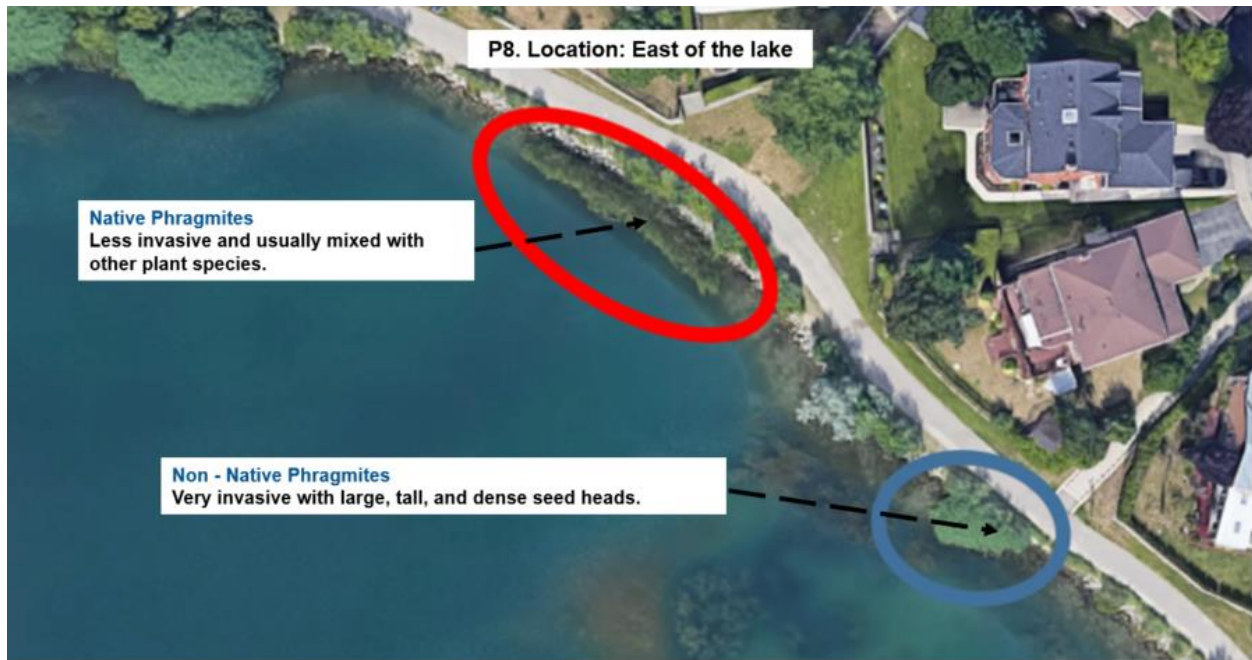 P8. Location: East of the lake
Native Phragmites
Less invasive and usually mixed with
other plant species.
Non - Native Phragmites
Very invasive with large, tall, and dense seed heads.